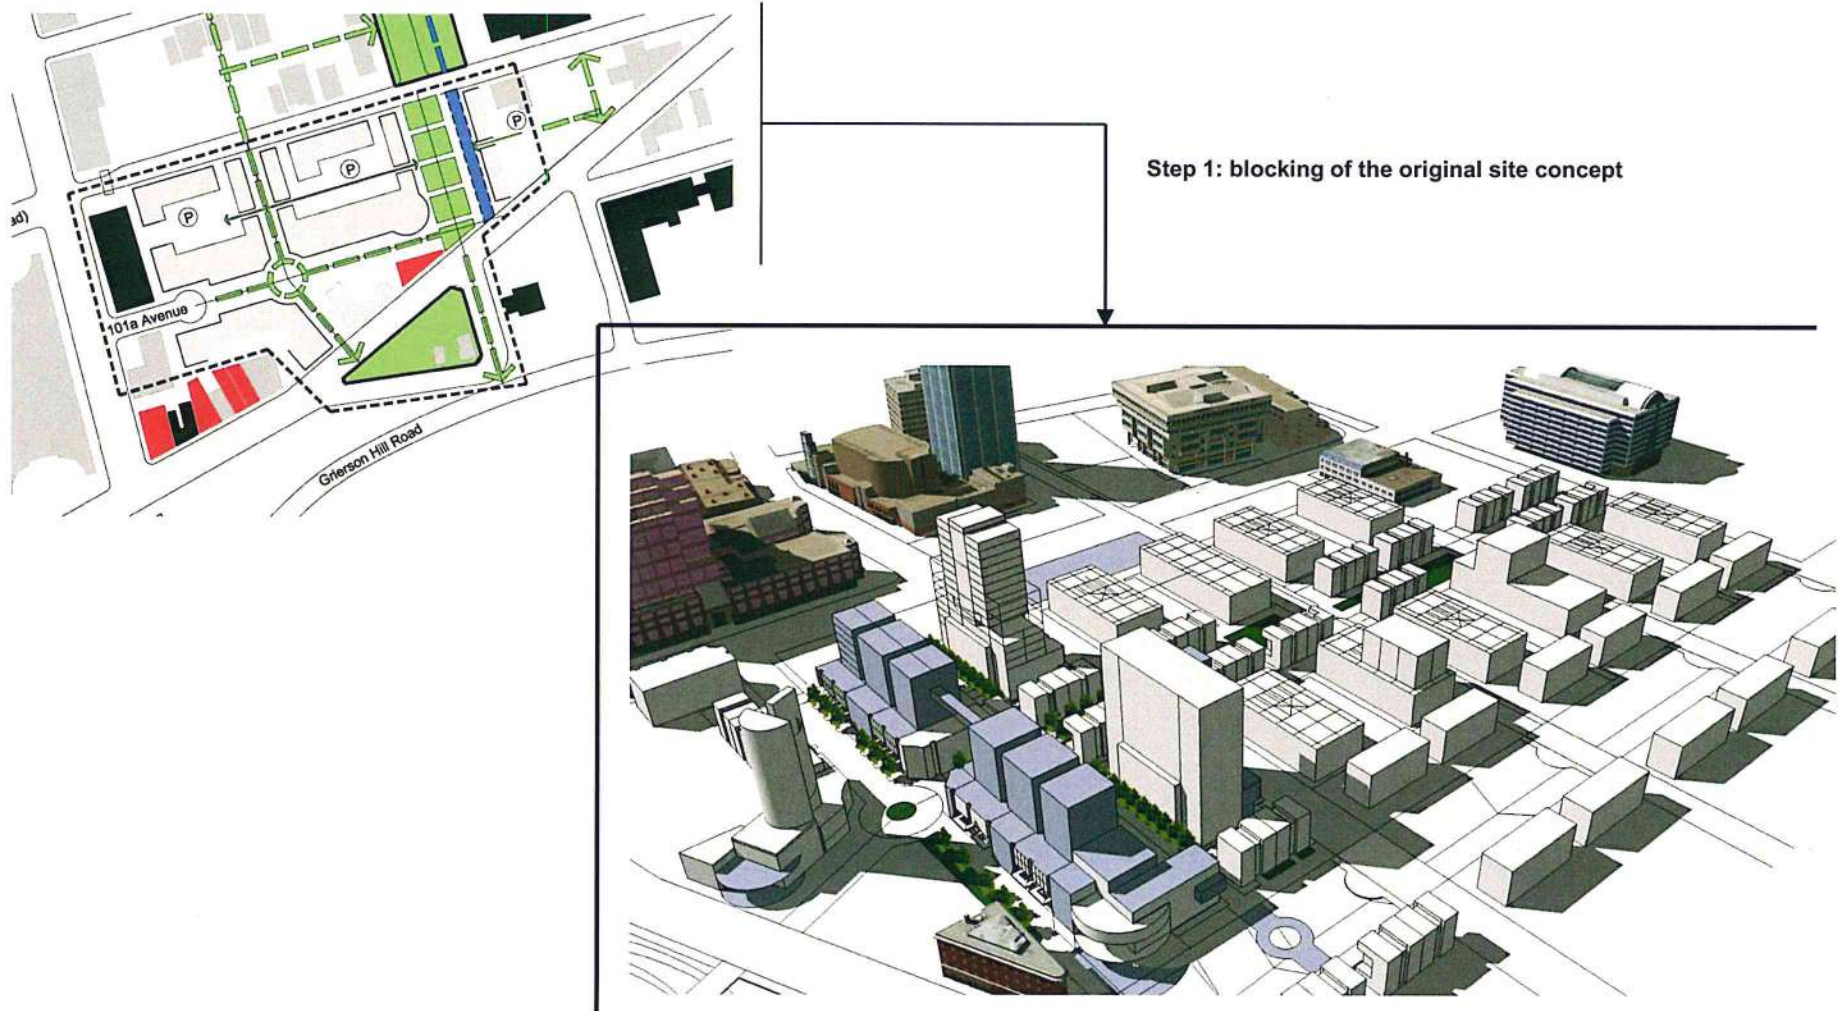 P
P
P
ad)
101a Avenue
Grierson Hill Road
Step 1: blocking of the original site concept